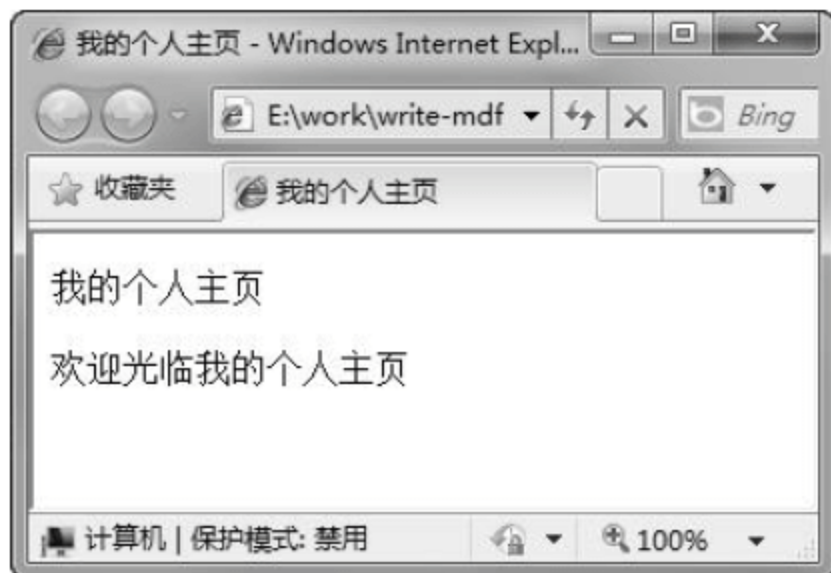 我的个人主页 - Windows Internet Expl...
E:\work\write-mdf
Bing
收藏夹
我的个人主页
我的个人主页
欢迎光临我的个人主页
计算机 | 保护模式: 禁用
100%